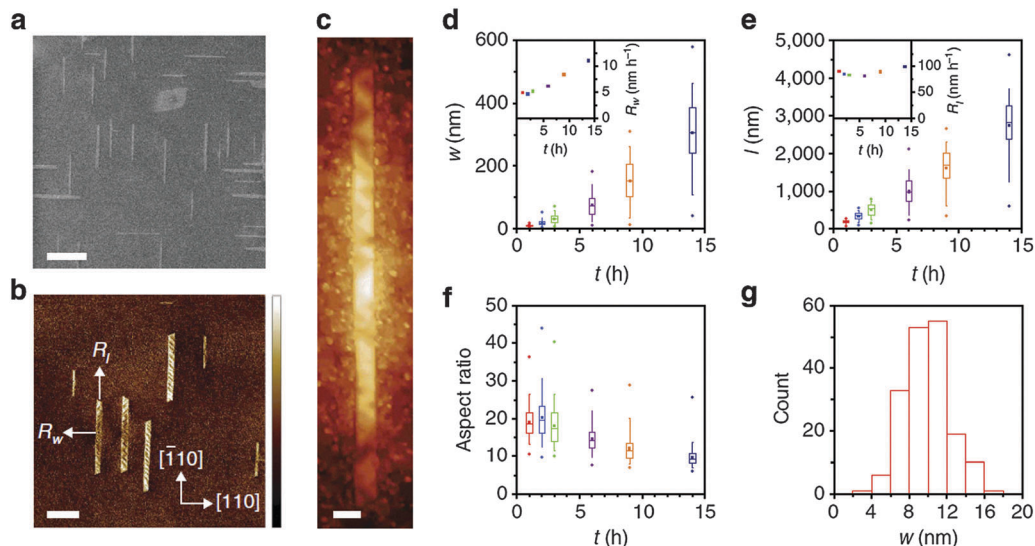 a
b
R_l
R_w
[1̄10]
[110]
c
d
w (nm)
600
400
200
0
0 5 10 15
t (h)
R_w (nm h⁻¹)
10
5
0
5 10 15
t (h)
e
l (nm)
5,000
4,000
3,000
2,000
1,000
0
0 5 10 15
t (h)
R_l (nm h⁻¹)
100
50
0
5 10 15
t (h)
f
Aspect ratio
50
40
30
20
10
0
0 5 10 15
t (h)
g
Count
60
40
20
0
0 4 8 12 16 20
w (nm)